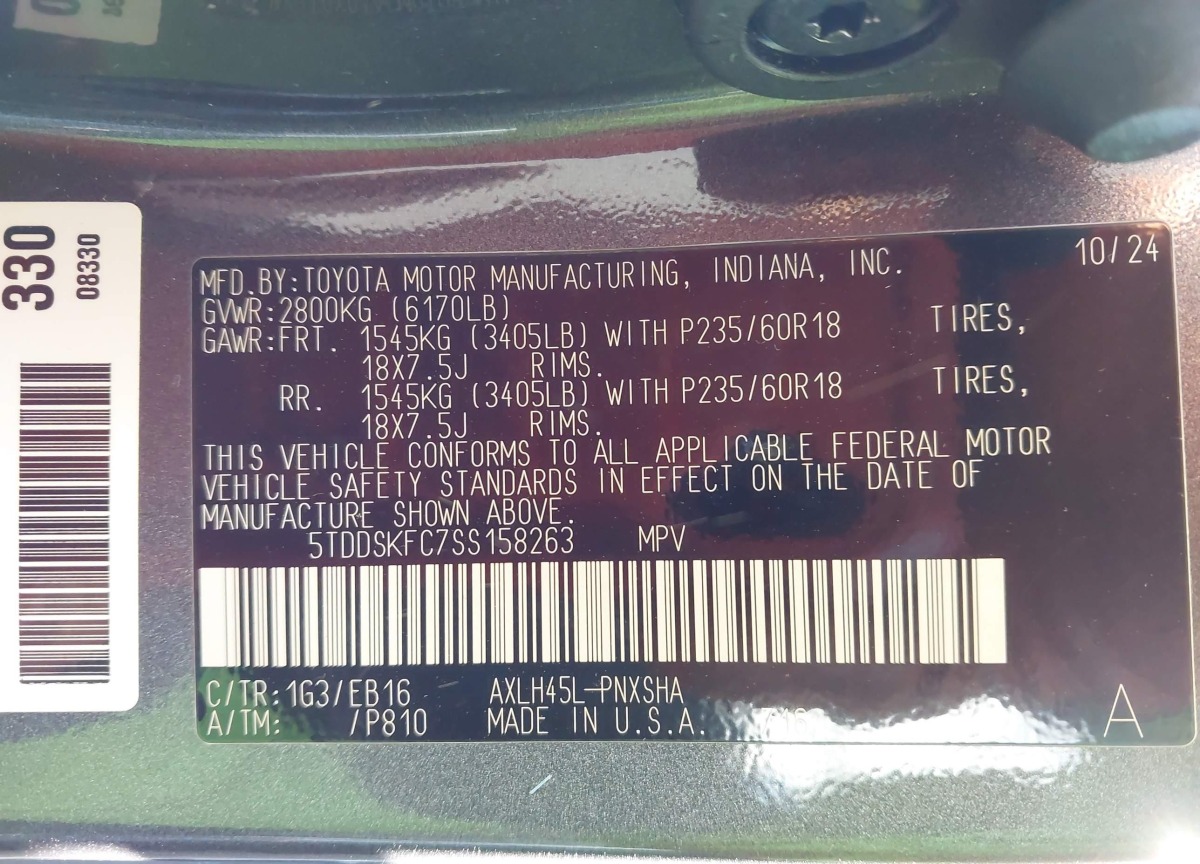 330
08330
10/24
MFD.BY:TOYOTA MOTOR MANUFACTURING, INDIANA, INC.
GVWR:2800KG (6170LB)
GAWR:FRT. 1545KG (3405LB) WITH P235/60R18 TIRES,
18X7.5J RIMS.
RR. 1545KG (3405LB) WITH P235/60R18 TIRES,
18X7.5J RIMS.
THIS VEHICLE CONFORMS TO ALL APPLICABLE FEDERAL MOTOR
VEHICLE SAFETY STANDARDS IN EFFECT ON THE DATE OF
MANUFACTURE SHOWN ABOVE.
5TDDSKFC7SS158263 MPV
C/TR:1G3/EB16 AXLH45L-PNXSHA
A/TM: /P810 MADE IN U.S.A. A